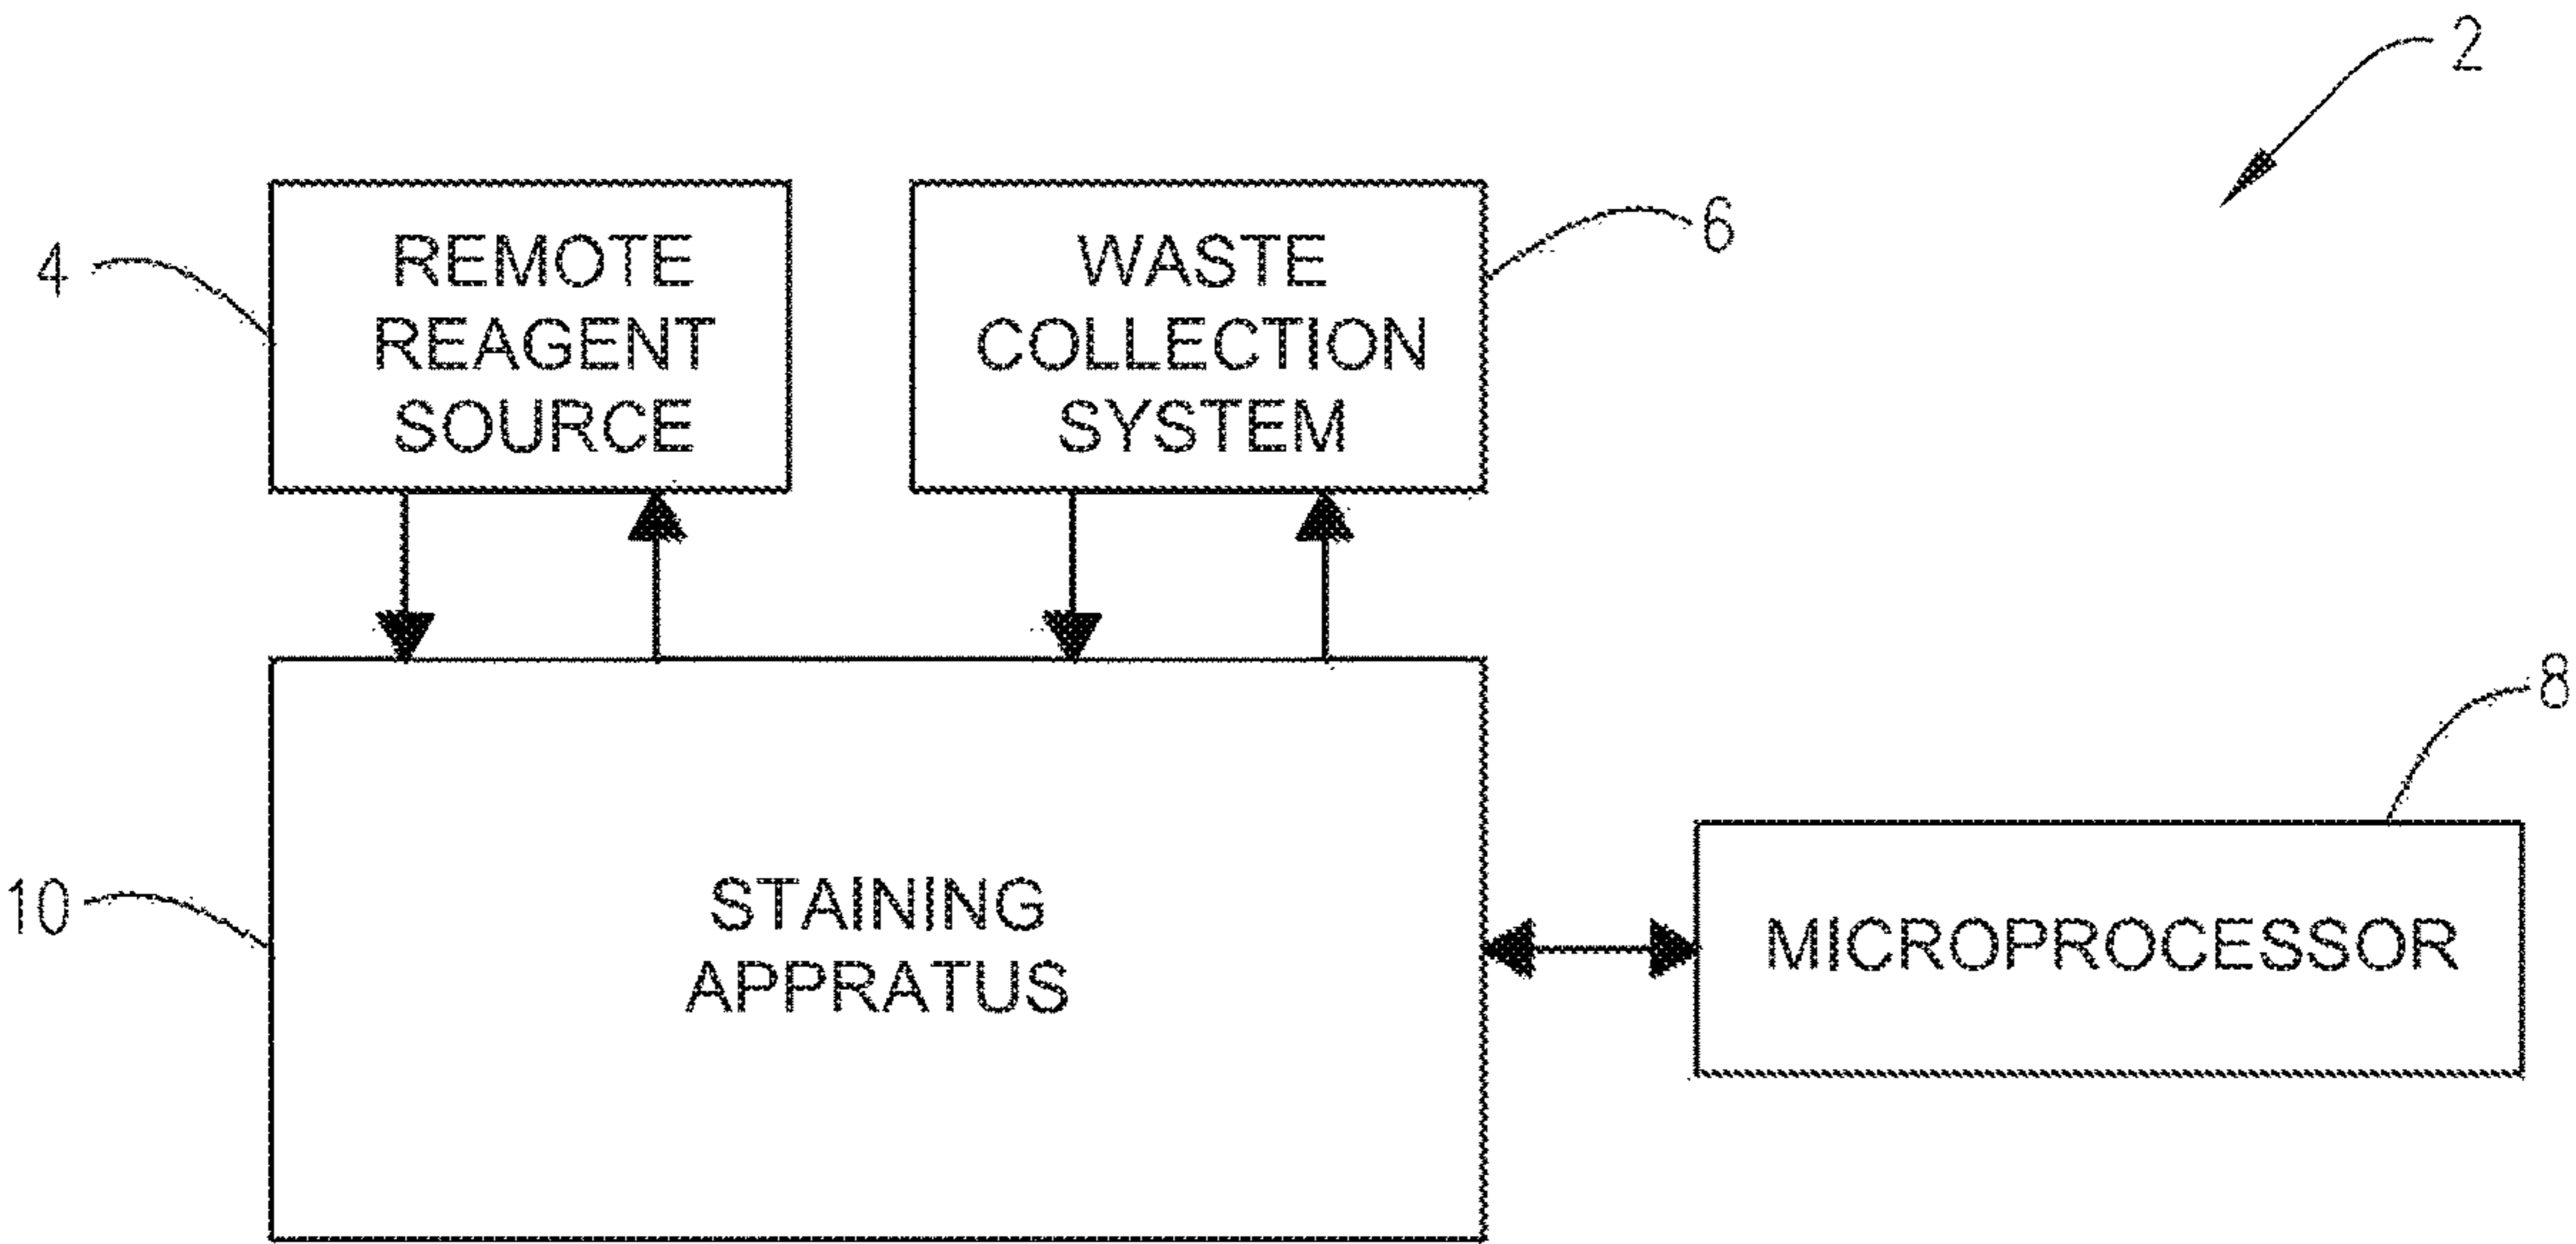 2
4
REMOTE
REAGENT
SOURCE
WASTE
COLLECTION
SYSTEM
6
8
10
STAINING
APPRATUS
MICROPROCESSOR